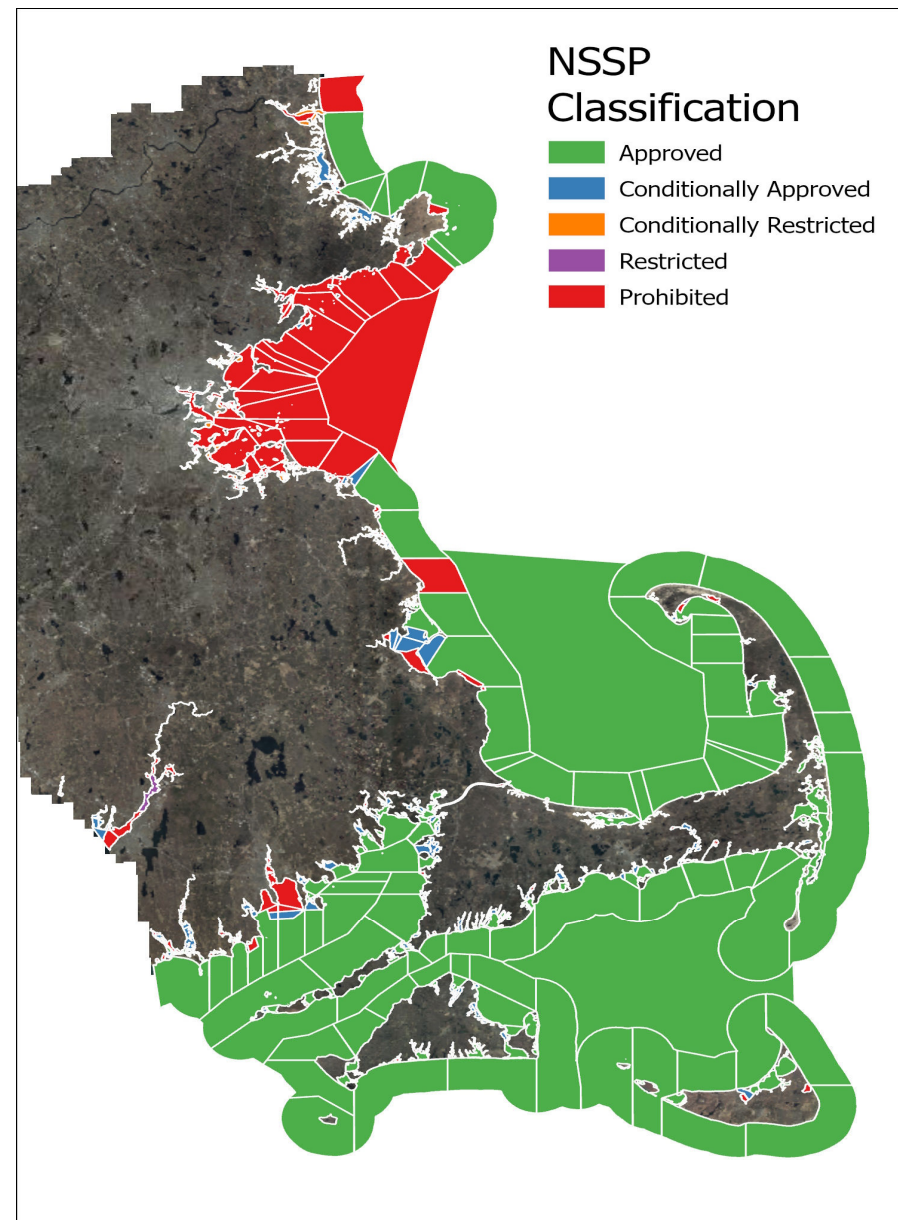 NSSP
Classification
Approved
Conditionally Approved
Conditionally Restricted
Restricted
Prohibited